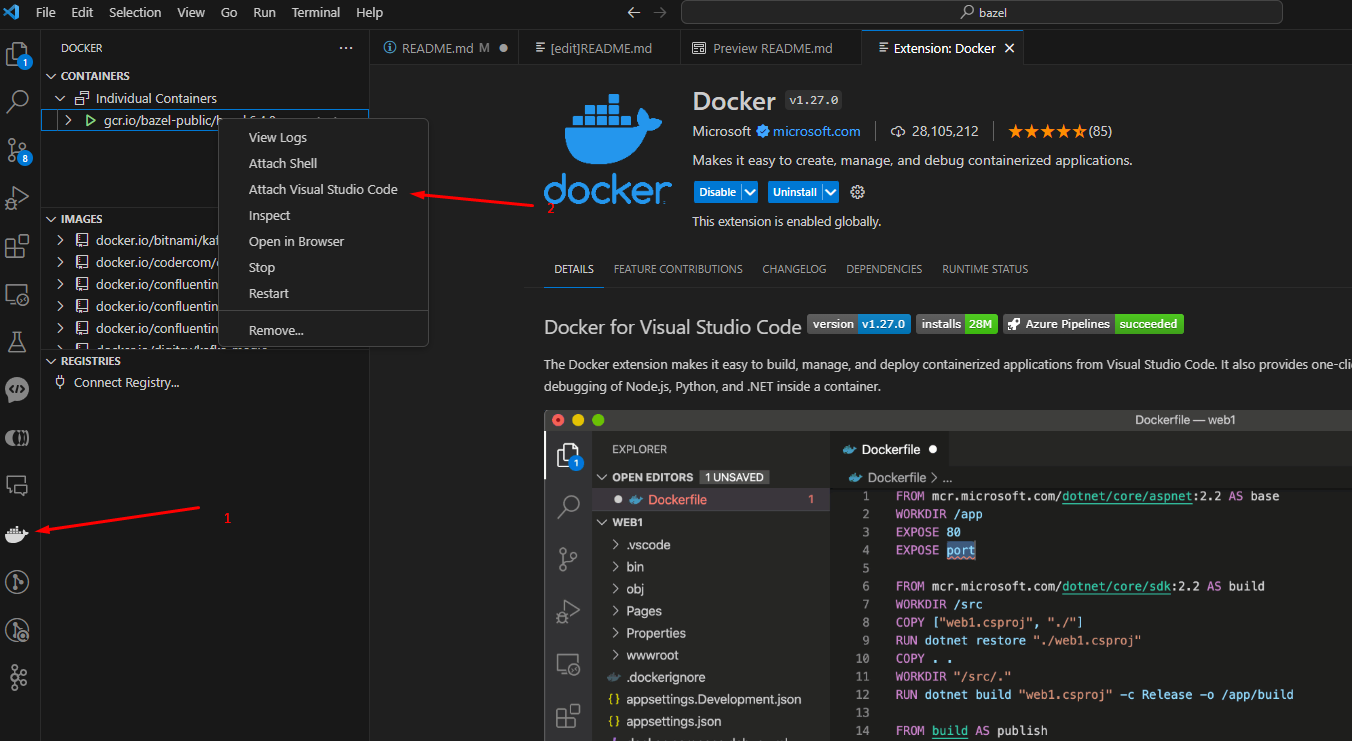 File Edit Selection View Go Run Terminal Help
bazel
1
8
DOCKER
CONTAINERS
Individual Containers
gcr.io/bazel-public/
View Logs
Attach Shell
Attach Visual Studio Code
Inspect
Open in Browser
Stop
Restart
Remove...
2
IMAGES
docker.io/bitnami/kaf
docker.io/codercom/
docker.io/confluentin
docker.io/confluentin
docker.io/confluentin
REGISTRIES
Connect Registry...
1
README.md M
[edit]README.md
Preview README.md
Extension: Docker
docker
Docker v1.27.0
Microsoft microsoft.com 28,105,212 (85)
Makes it easy to create, manage, and debug containerized applications.
Disable Uninstall
This extension is enabled globally.
DETAILS FEATURE CONTRIBUTIONS CHANGELOG DEPENDENCIES RUNTIME STATUS
Docker for Visual Studio Code version v1.27.0 installs 28M Azure Pipelines succeeded
The Docker extension makes it easy to build, manage, and deploy containerized applications from Visual Studio Code. It also provides one-cli
debugging of Node.js, Python, and .NET inside a container.
Dockerfile — web1
1
EXPLORER
OPEN EDITORS 1 UNSAVED
Dockerfile 1
WEB1
.vscode
bin
obj
Pages
Properties
wwwroot
.dockerignore
{} appsettings.Development.json
{} appsettings.json
Dockerfile
Dockerfile > ...
1 FROM mcr.microsoft.com/dotnet/core/aspnet:2.2 AS base
2 WORKDIR /app
3 EXPOSE 80
4 EXPOSE port
5
6 FROM mcr.microsoft.com/dotnet/core/sdk:2.2 AS build
7 WORKDIR /src
8 COPY ["web1.csproj", "./"]
9 RUN dotnet restore "./web1.csproj"
10 COPY . .
11 WORKDIR "/src/."
12 RUN dotnet build "web1.csproj" -c Release -o /app/build
13
14 FROM build AS publish